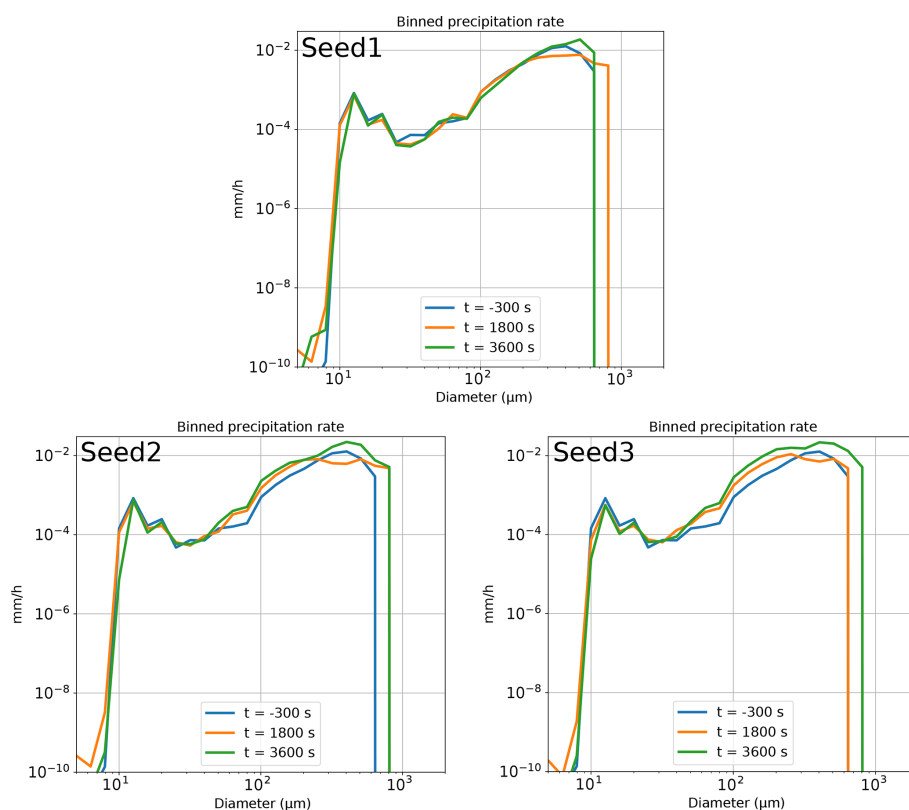 Binned precipitation rate
Seed1
10⁻²
10⁻⁴
10⁻⁶
10⁻⁸
10⁻¹⁰
mm/h
t = -300 s
t = 1800 s
t = 3600 s
10¹
10²
10³
Diameter (µm)
Binned precipitation rate
Seed2
10⁻²
10⁻⁴
10⁻⁶
10⁻⁸
10⁻¹⁰
mm/h
t = -300 s
t = 1800 s
t = 3600 s
10¹
10²
10³
Diameter (µm)
Binned precipitation rate
Seed3
10⁻²
10⁻⁴
10⁻⁶
10⁻⁸
10⁻¹⁰
mm/h
t = -300 s
t = 1800 s
t = 3600 s
10¹
10²
10³
Diameter (µm)